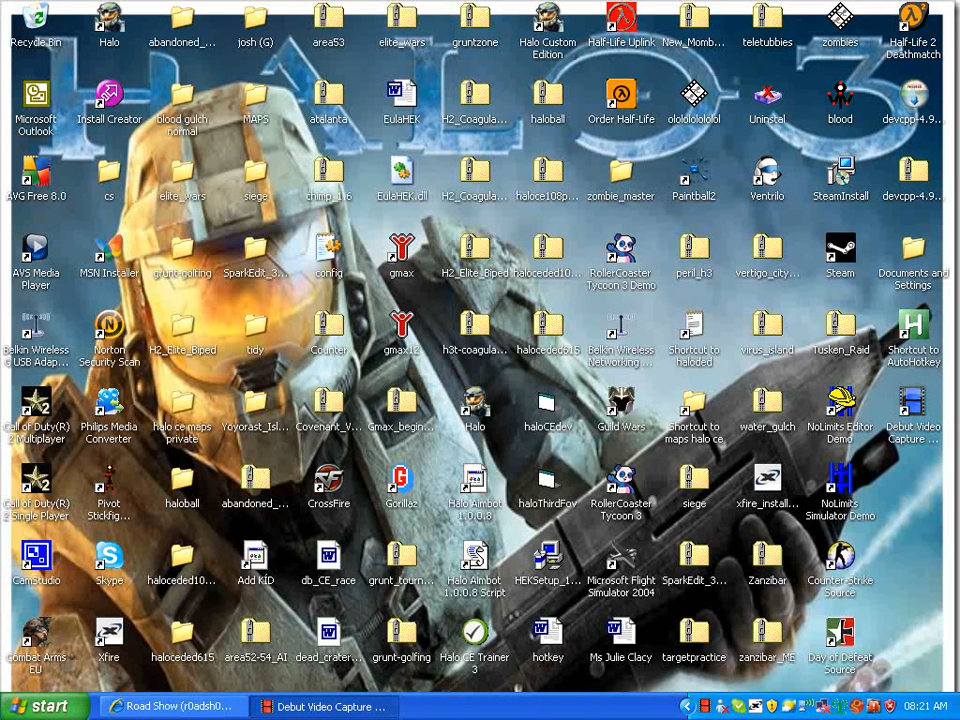 HALO 3
Recycle Bin
Halo
abandoned_...
josh (G)
area53
elite_wars
gruntzone
Halo Custom
Edition
Half-Life Uplink
New_Momb...
teletubbies
zombies
Half-Life 2
Deathmatch
Microsoft
Outlook
Install Creator
blood gulch
normal
MAPS
atalanta
EulaHEK
H2_Coagula...
haloball
Order Half-Life
olololololol
Uninstal
blood
devcpp-4.9...
AVG Free 8.0
cs
elite_wars
siege
chimp_1_6
EulaHEK.dll
H2_Coagula...
haloce108p...
zombie_master
Paintball2
Ventrilo
SteamInstall
devcpp-4.9...
AVS Media
Player
MSN Installer
grunt-golfing
SparkEdit_3...
config
gmax
H2_Elite_Biped
haloceded10...
RollerCoaster
Tycoon 3 Demo
peril_h3
vertigo_city...
Steam
Documents and
Settings
Belkin Wireless
G USB Adap...
Norton
Security Scan
H2_Elite_Biped
tidy
Counter
gmax12
h3t-coagula...
haloceded615
Belkin Wireless
Networking...
Shortcut to
haloded
virus_island
Tusken_Raid
Shortcut to
AutoHotkey
Call of Duty(R)
2 Multiplayer
Philips Media
Converter
halo ce maps
private
Yoyorast_Isl...
Covenant_V...
Gmax_begin...
Halo
haloCEdev
Guild Wars
Shortcut to
maps halo ce
water_gulch
NoLimits Editor
Demo
Debut Video
Capture ...
Call of Duty(R)
2 Single Player
Pivot
Stickfig...
haloball
abandoned_...
CrossFire
Gorillaz
Halo Aimbot
1.0.0.8
haloThirdFov
RollerCoaster
Tycoon 3
siege
xfire_install...
NoLimits
Simulator Demo
CamStudio
Skype
haloceded10...
Add KID
db_CE_race
grunt_tourn...
Halo Aimbot
1.0.0.8 Script
HEKSetup_1...
Microsoft Flight
Simulator 2004
SparkEdit_3...
Zanzibar
Counter-Strike
Source
Combat Arms
EU
Xfire
haloceded615
area52-54_AI
dead_crater...
grunt-golfing
Halo CE Trainer
3
hotkey
Ms Julie Clacy
targetpractice
zanzibar_ME
Day of Defeat
Source
start
Road Show (r0adsh0...
Debut Video Capture ...
08:21 AM